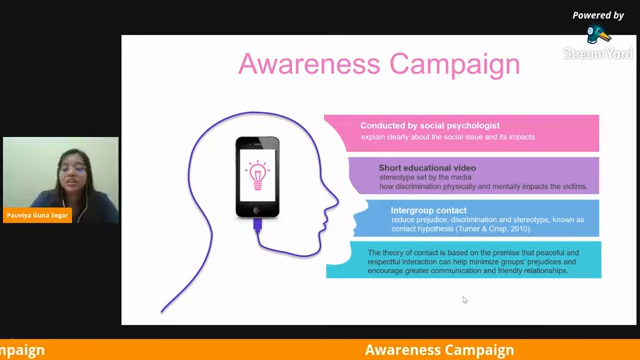 Powered by
StreamYard
Awareness Campaign
Conducted by social psychologist
explain clearly about the social issue and its impacts
Short educational video
stereotype set by the media
how discrimination physically and mentally impacts the victims.
Intergroup contact
reduce prejudice, discrimination and stereotype, known as
contact hypothesis (Turner & Crisp, 2010).
The theory of contact is based on the premise that peaceful and
respectful interaction can help minimize groups' prejudices and
encourage greater communication and friendly relationships.
Pauviya Guna Segar
mpaign
Awareness Campaign